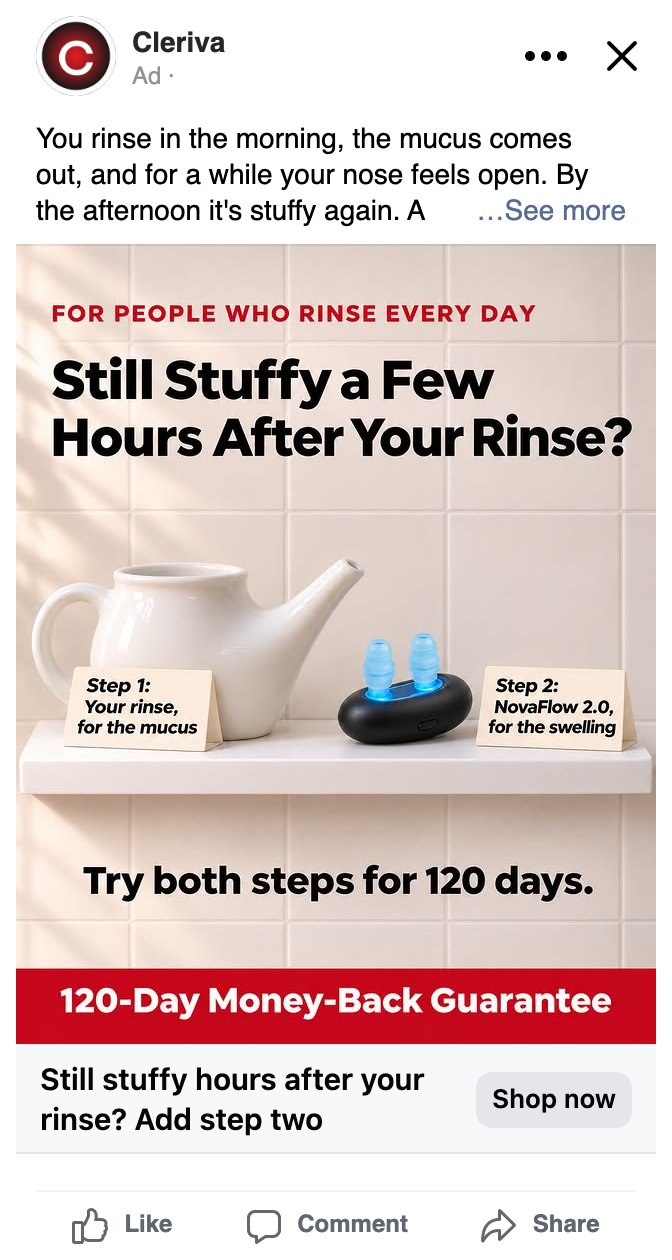 C
Cleriva
Ad ·
You rinse in the morning, the mucus comes
out, and for a while your nose feels open. By
the afternoon it's stuffy again. A ...See more
FOR PEOPLE WHO RINSE EVERY DAY
Still Stuffy a Few
Hours After Your Rinse?
Step 1:
Your rinse,
for the mucus
Step 2:
NovaFlow 2.0,
for the swelling
Try both steps for 120 days.
120-Day Money-Back Guarantee
Still stuffy hours after your
rinse? Add step two
Shop now
Like
Comment
Share